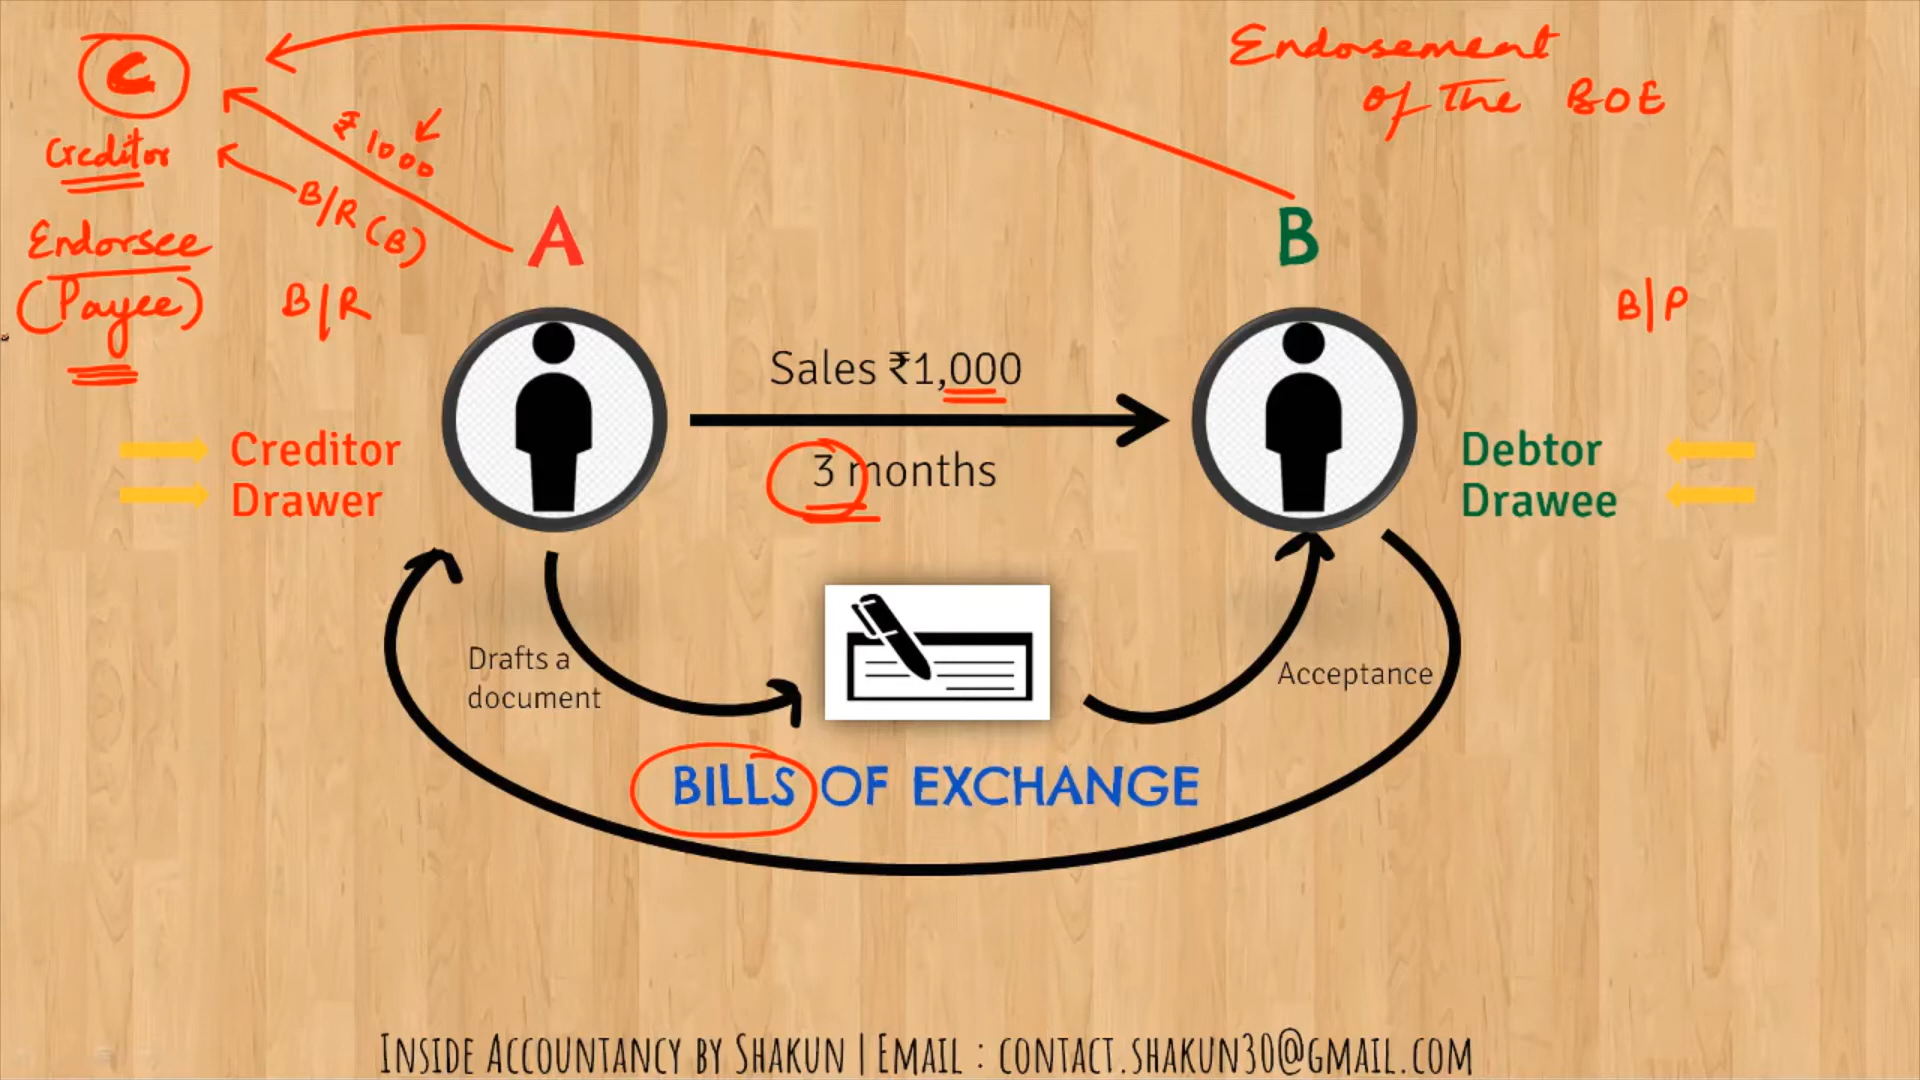 Endorsement
of The BOE
C
₹1000
Creditor
B/R (B)
A
B
Endorsee
(Payee)
B/R
B/P
Sales ₹1,000
3 months
Creditor
Drawer
Debtor
Drawee
Drafts a
document
Acceptance
BILLS OF EXCHANGE
INSIDE ACCOUNTANCY BY SHAKUN | EMAIL : CONTACT.SHAKUN30@GMAIL.COM